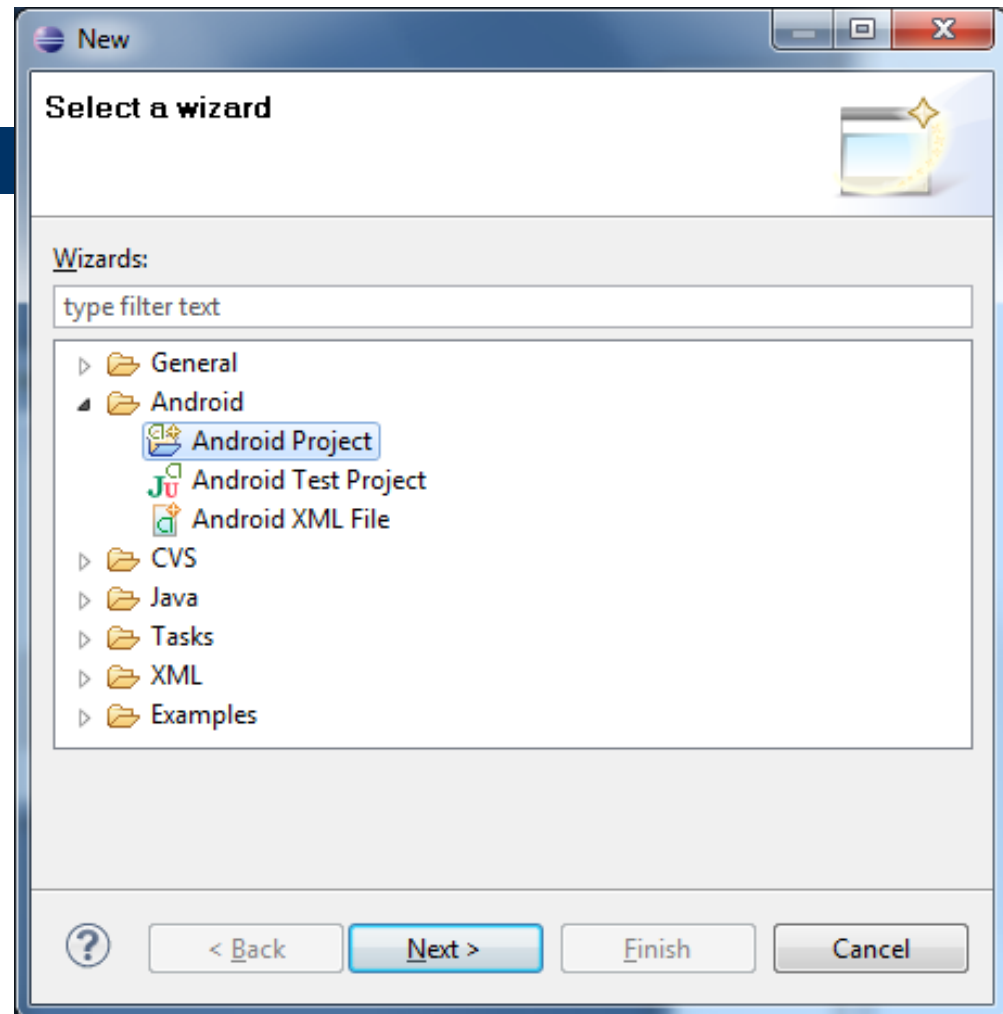 New
Select a wizard
Wizards:
type filter text
General
Android
Android Project
Android Test Project
Android XML File
CVS
Java
Tasks
XML
Examples
< Back Next > Finish Cancel